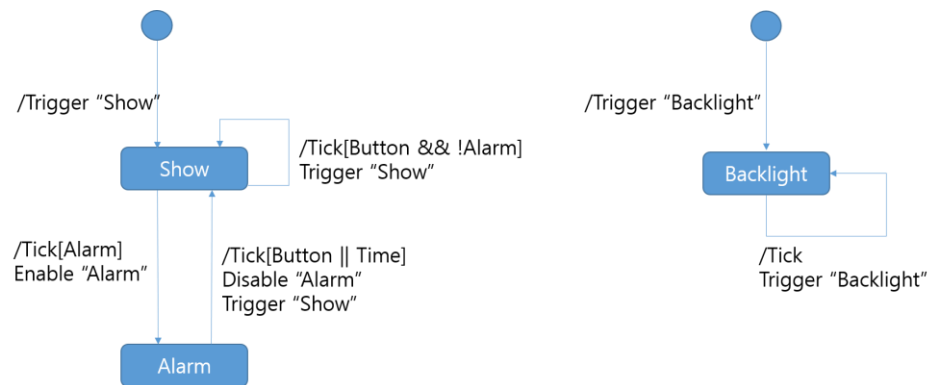 /Trigger “Show”
/Tick[Button && !Alarm]
Trigger “Show”
Show
/Tick[Alarm]
Enable “Alarm”
/Tick[Button || Time]
Disable “Alarm”
Trigger “Show”
Alarm
/Trigger “Backlight”
Backlight
/Tick
Trigger “Backlight”